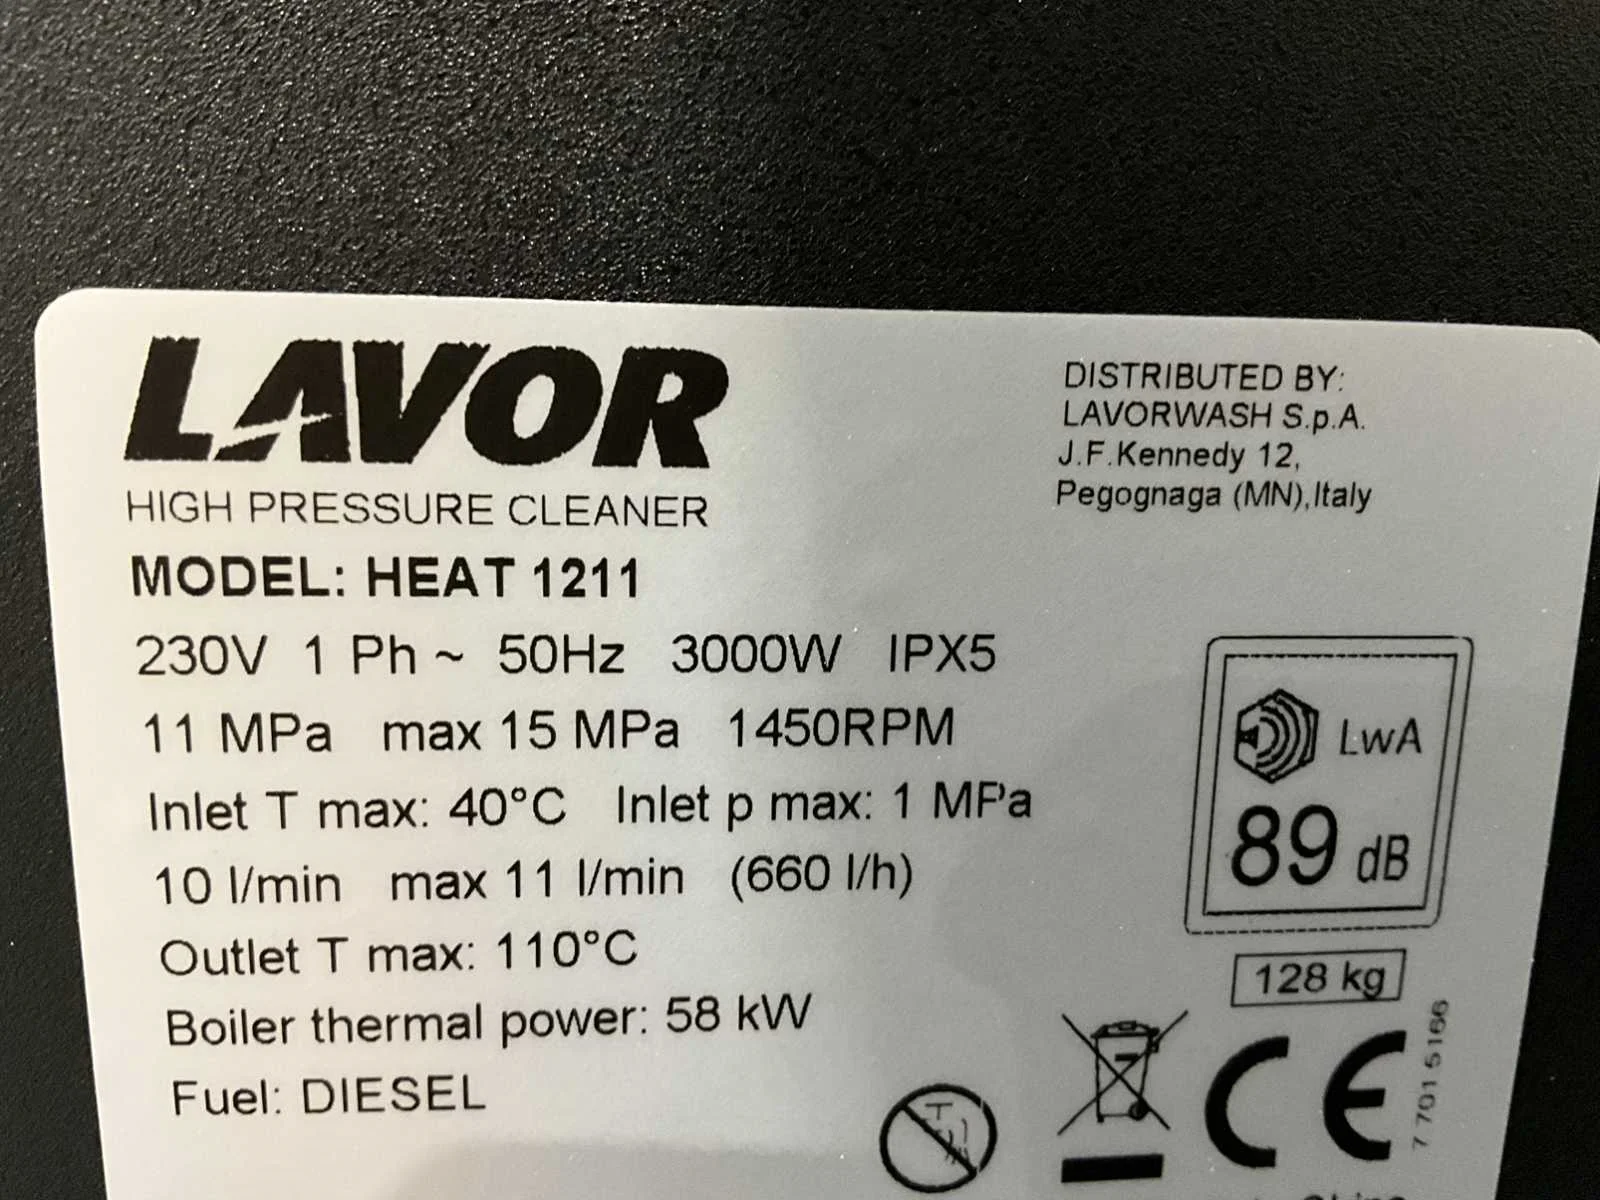 LAVOR
HIGH PRESSURE CLEANER
MODEL: HEAT 1211
230V 1 Ph ~ 50Hz 3000W IPX5
11 MPa max 15 MPa 1450RPM
Inlet T max: 40°C Inlet p max: 1 MPa
10 l/min max 11 l/min (660 l/h)
Outlet T max: 110°C
Boiler thermal power: 58 kW
Fuel: DIESEL
DISTRIBUTED BY:
LAVORWASH S.p.A.
J.F.Kennedy 12,
Pegognaga (MN),Italy
LwA
89 dB
128 kg
CE
7 701 5166